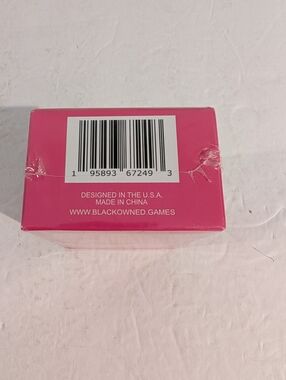 1 95893 67249 3
DESIGNED IN THE U.S.A.
MADE IN CHINA
WWW.BLACKOWNED.GAMES